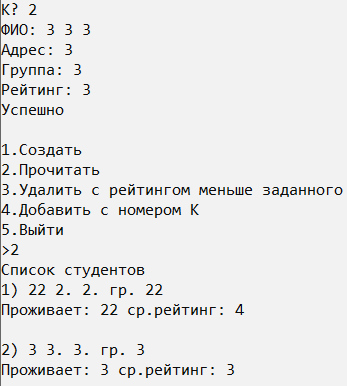 K? 2
ФИО: 3 3 3
Адрес: 3
Группа: 3
Рейтинг: 3
Успешно
1.Создать
2.Прочитать
3.Удалить с рейтингом меньше заданного
4.Добавить с номером К
5.Выйти
>2
Список студентов
1) 22 2. 2. гр. 22
Проживает: 22 ср.рейтинг: 4
2) 3 3. 3. гр. 3
Проживает: 3 ср.рейтинг: 3